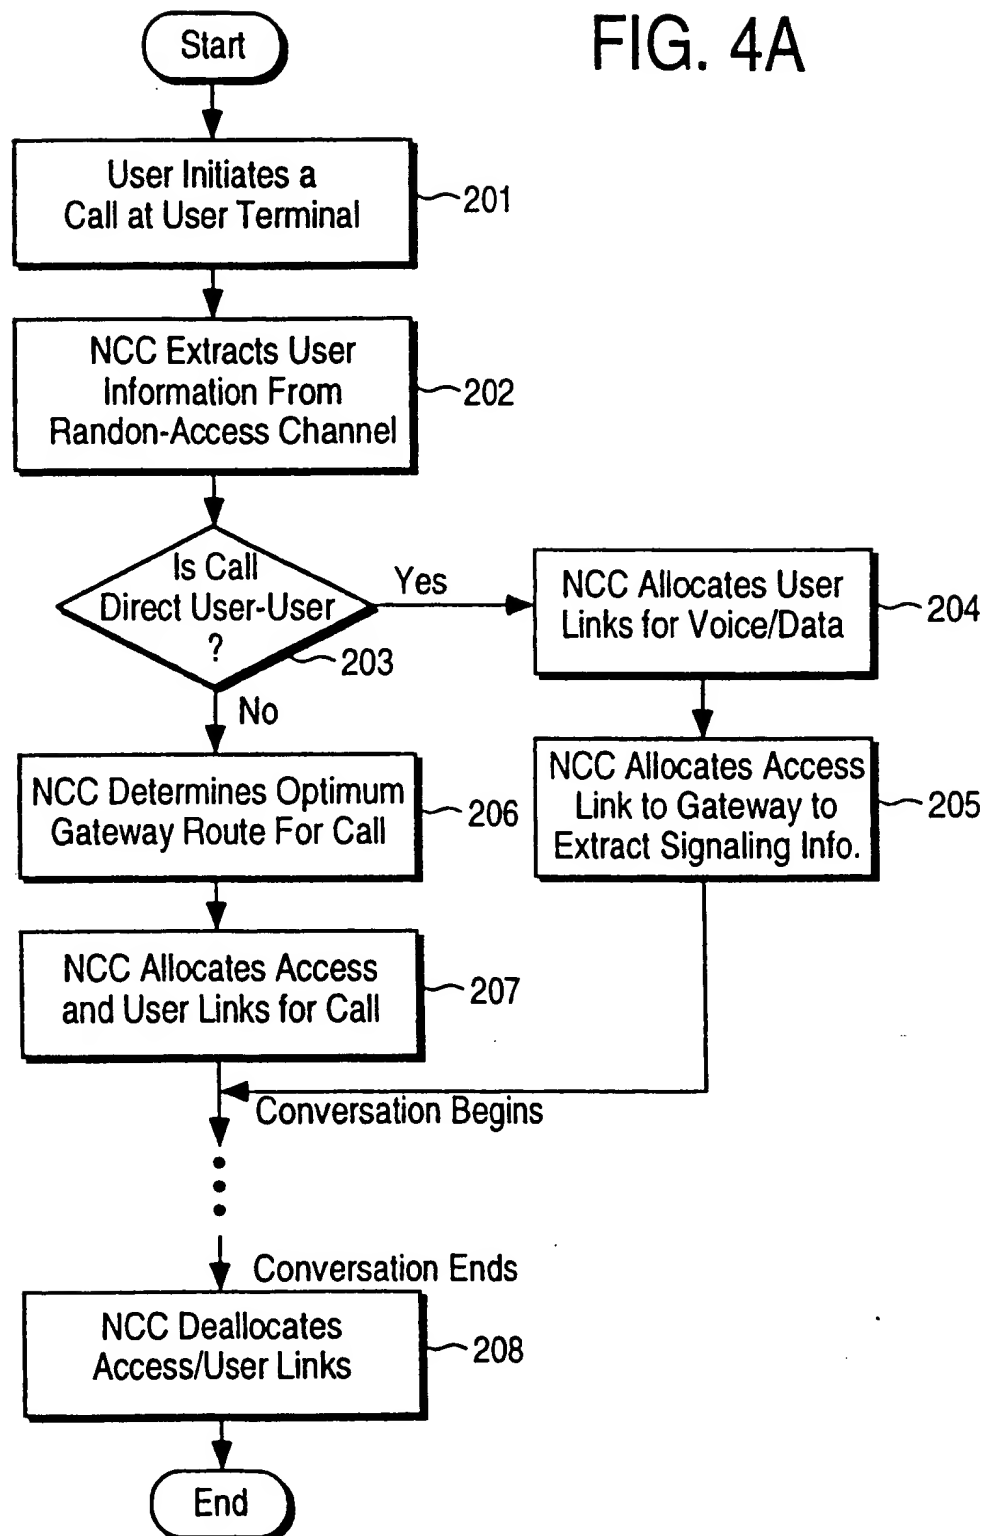 FIG. 4A
Start
User Initiates a
Call at User Terminal
201
NCC Extracts User
Information From
Randon-Access Channel
202
Is Call
Direct User-User
?
203
Yes
NCC Allocates User
Links for Voice/Data
204
NCC Allocates Access
Link to Gateway to
Extract Signaling Info.
205
No
NCC Determines Optimum
Gateway Route For Call
206
NCC Allocates Access
and User Links for Call
207
Conversation Begins
Conversation Ends
NCC Deallocates
Access/User Links
208
End